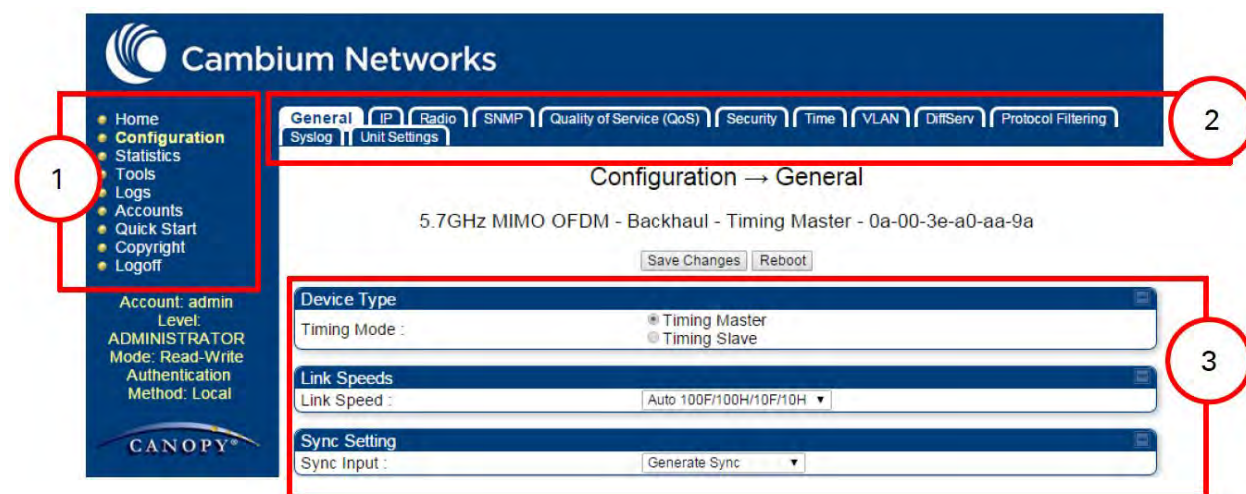 Cambium Networks
Home
Configuration
Statistics
Tools
Logs
Accounts
Quick Start
Copyright
Logoff
1
Account: admin
Level:
ADMINISTRATOR
Mode: Read-Write
Authentication
Method: Local
CANOPY®
General IP Radio SNMP Quality of Service (QoS) Security Time VLAN DiffServ Protocol Filtering
Syslog Unit Settings
2
Configuration → General
5.7GHz MIMO OFDM - Backhaul - Timing Master - 0a-00-3e-a0-aa-9a
Save Changes Reboot
Device Type
Timing Mode :
Timing Master
Timing Slave
Link Speeds
Link Speed : Auto 100F/100H/10F/10H
Sync Setting
Sync Input : Generate Sync
3